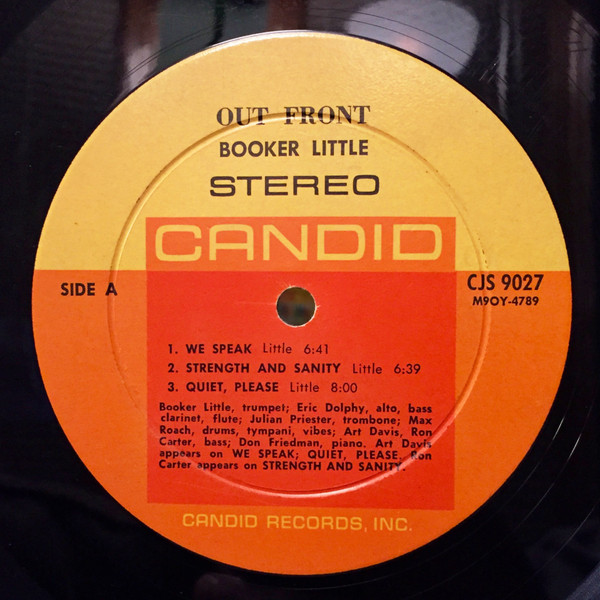 OUT FRONT
BOOKER LITTLE
STEREO
CANDID
SIDE A
CJS 9027
M9OY-4789
1. WE SPEAK Little 6:41
2. STRENGTH AND SANITY Little 6:39
3. QUIET, PLEASE Little 8:00
Booker Little, trumpet; Eric Dolphy, alto, bass
clarinet, flute; Julian Priester, trombone; Max
Roach, drums, tympani, vibes; Art Davis, Ron
Carter, bass; Don Friedman, piano. Art Davis
appears on WE SPEAK; QUIET, PLEASE. Ron
Carter appears on STRENGTH AND SANITY.
CANDID RECORDS, INC.